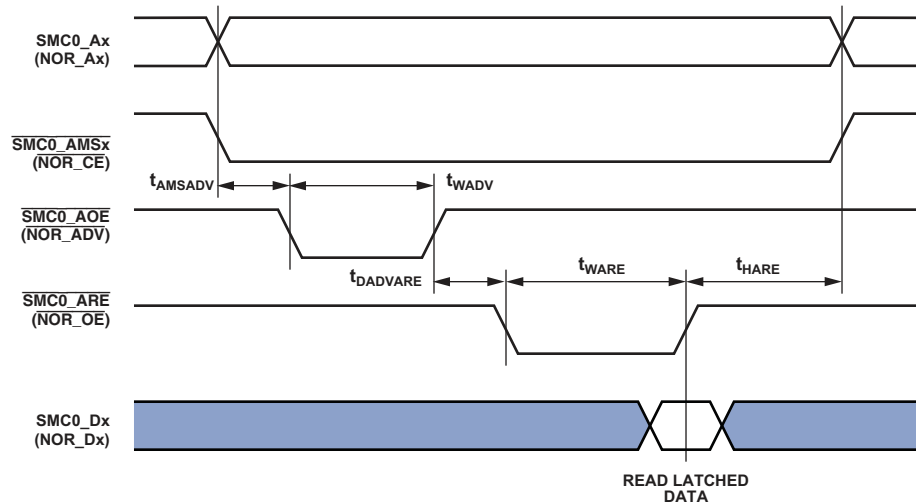 SMC0_Ax
(NOR_Ax)
SMC0_AMSx
(NOR_CE)
tAMSADV
tWADV
SMC0_AOE
(NOR_ADV)
tDADVARE
tWARE
tHARE
SMC0_ARE
(NOR_OE)
SMC0_Dx
(NOR_Dx)
READ LATCHED
DATA